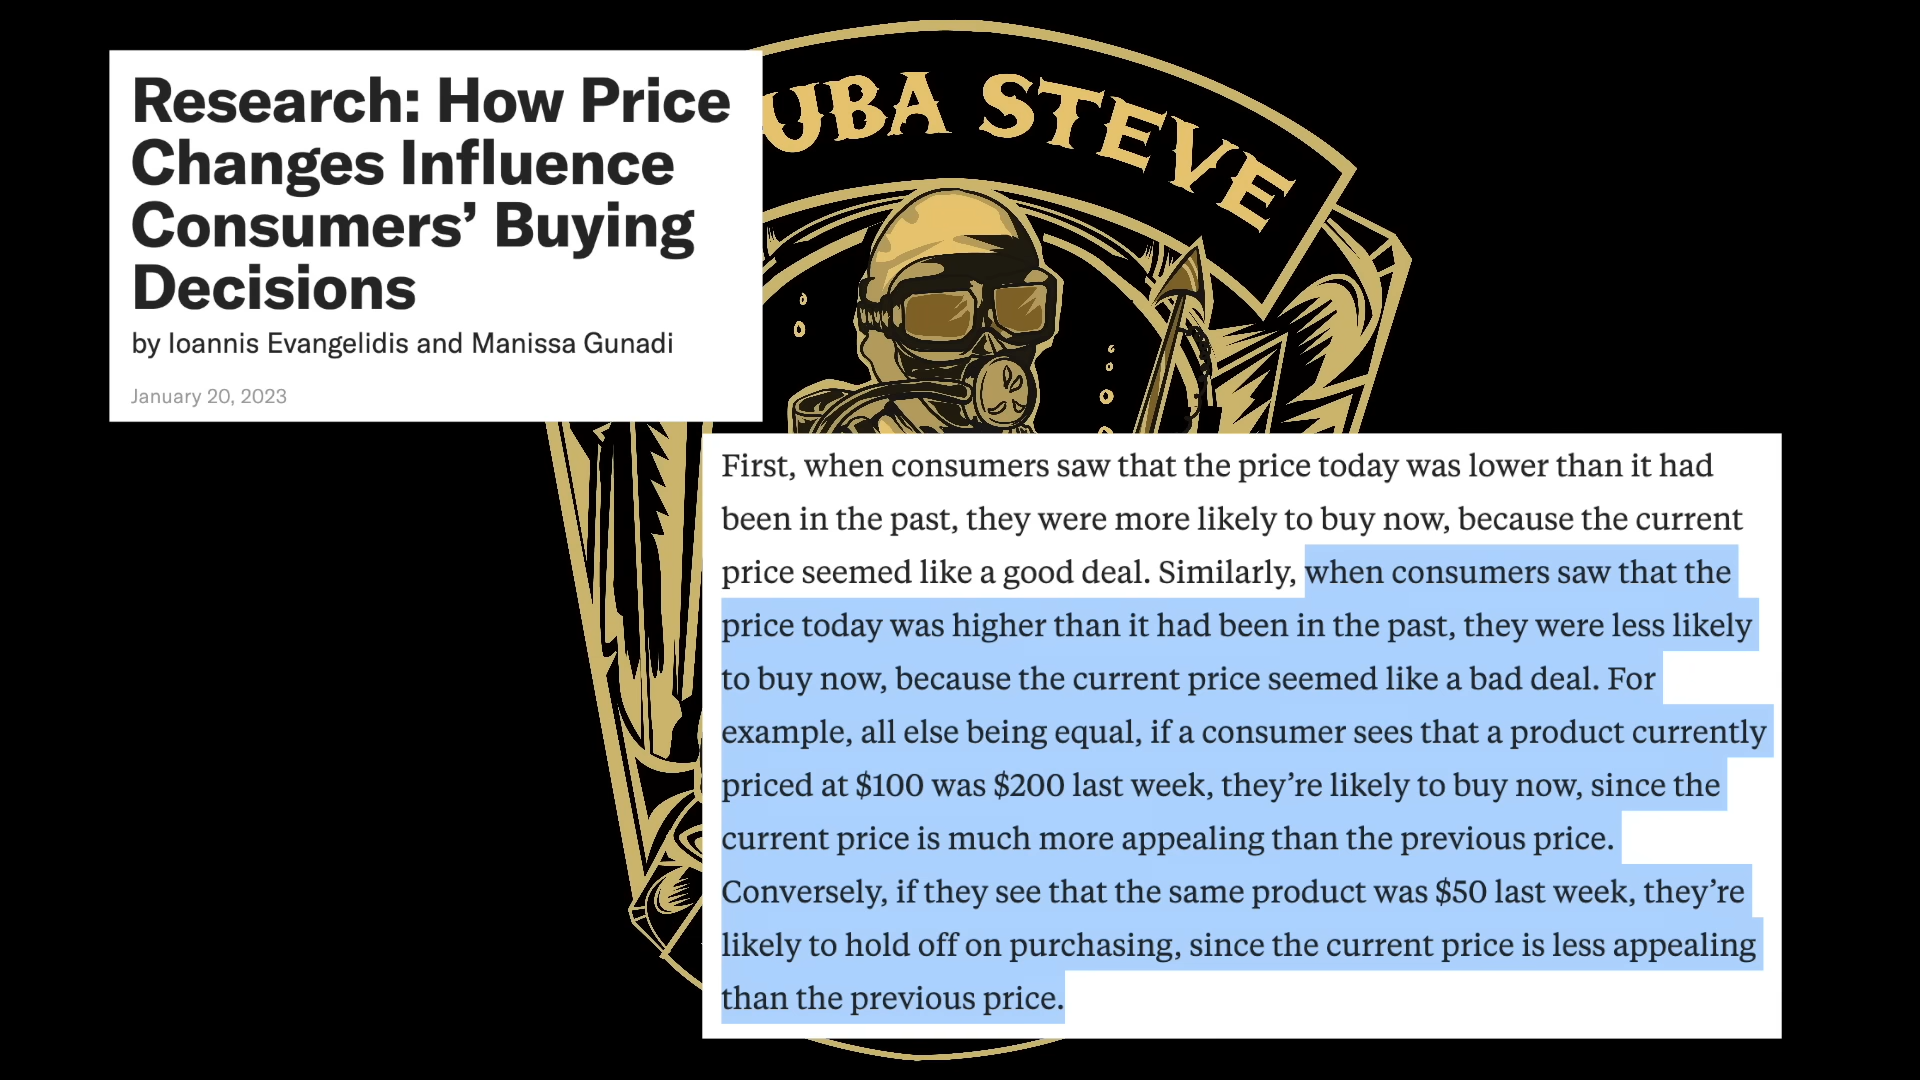 Research: How Price
Changes Influence
Consumers’ Buying
Decisions
by Ioannis Evangelidis and Manissa Gunadi
January 20, 2023
UBA STEVE
First, when consumers saw that the price today was lower than it had
been in the past, they were more likely to buy now, because the current
price seemed like a good deal. Similarly, when consumers saw that the
price today was higher than it had been in the past, they were less likely
to buy now, because the current price seemed like a bad deal. For
example, all else being equal, if a consumer sees that a product currently
priced at $100 was $200 last week, they’re likely to buy now, since the
current price is much more appealing than the previous price.
Conversely, if they see that the same product was $50 last week, they’re
likely to hold off on purchasing, since the current price is less appealing
than the previous price.